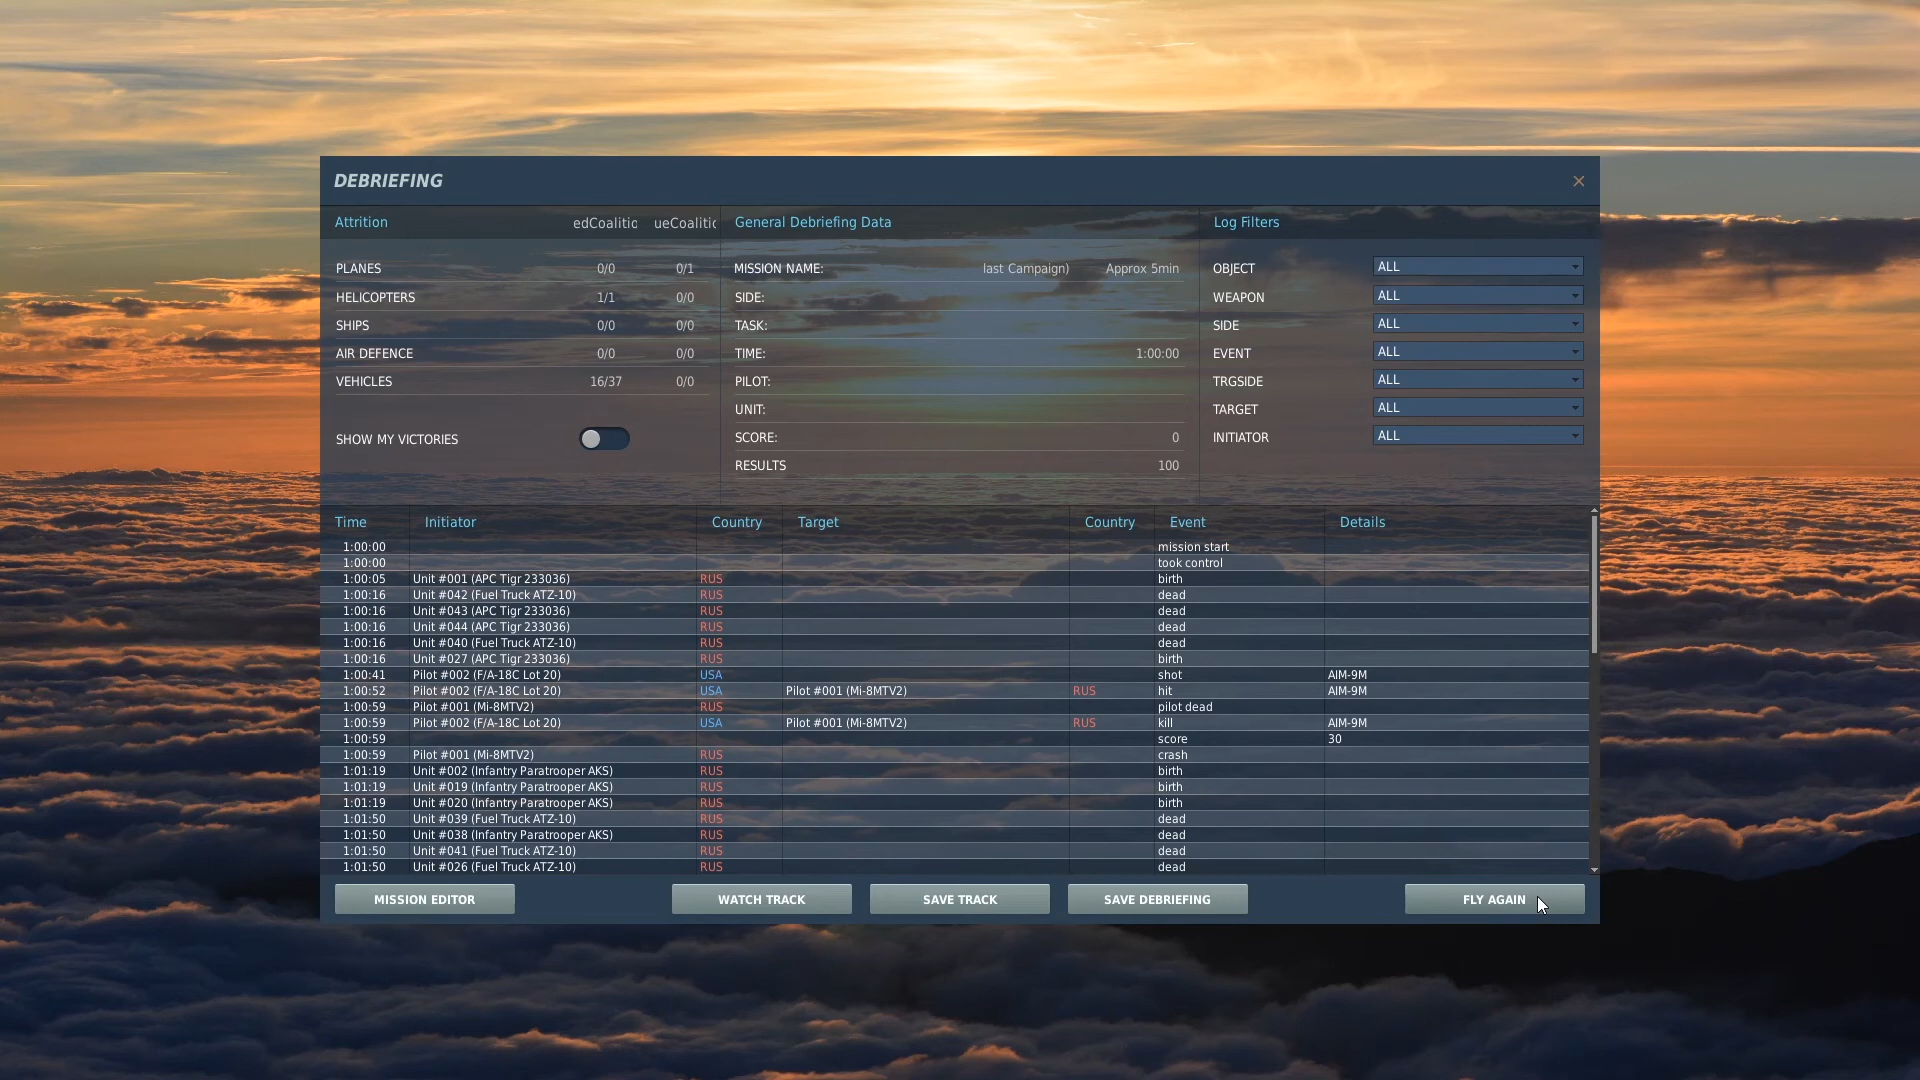 DEBRIEFING
Attrition edCoalitio ueCoalitio General Debriefing Data Log Filters
PLANES 0/0 0/1 MISSION NAME: last Campaign) Approx 5min OBJECT ALL
HELICOPTERS 1/1 0/0 SIDE: WEAPON ALL
SHIPS 0/0 0/0 TASK: SIDE ALL
AIR DEFENCE 0/0 0/0 TIME: 1:00:00 EVENT ALL
VEHICLES 16/37 0/0 PILOT: TRGSIDE ALL
UNIT: TARGET ALL
SHOW MY VICTORIES SCORE: 0 INITIATOR ALL
RESULTS 100
Time Initiator Country Target Country Event Details
1:00:00 mission start
1:00:00 took control
1:00:05 Unit #001 (APC Tigr 233036) RUS birth
1:00:16 Unit #042 (Fuel Truck ATZ-10) RUS dead
1:00:16 Unit #043 (APC Tigr 233036) RUS dead
1:00:16 Unit #044 (APC Tigr 233036) RUS dead
1:00:16 Unit #040 (Fuel Truck ATZ-10) RUS dead
1:00:16 Unit #027 (APC Tigr 233036) RUS birth
1:00:41 Pilot #002 (F/A-18C Lot 20) USA shot AIM-9M
1:00:52 Pilot #002 (F/A-18C Lot 20) USA Pilot #001 (Mi-8MTV2) RUS hit AIM-9M
1:00:59 Pilot #001 (Mi-8MTV2) RUS pilot dead
1:00:59 Pilot #002 (F/A-18C Lot 20) USA Pilot #001 (Mi-8MTV2) RUS kill AIM-9M
1:00:59 score 30
1:00:59 Pilot #001 (Mi-8MTV2) RUS crash
1:01:19 Unit #002 (Infantry Paratrooper AKS) RUS birth
1:01:19 Unit #019 (Infantry Paratrooper AKS) RUS birth
1:01:19 Unit #020 (Infantry Paratrooper AKS) RUS birth
1:01:50 Unit #039 (Fuel Truck ATZ-10) RUS dead
1:01:50 Unit #038 (Infantry Paratrooper AKS) RUS dead
1:01:50 Unit #041 (Fuel Truck ATZ-10) RUS dead
1:01:50 Unit #026 (Fuel Truck ATZ-10) RUS dead
MISSION EDITOR WATCH TRACK SAVE TRACK SAVE DEBRIEFING FLY AGAIN